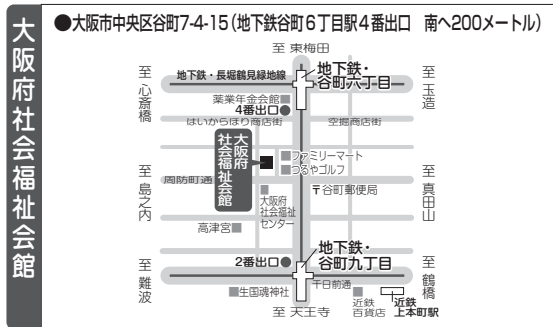 大阪府社会福祉会館
●大阪市中央区谷町7-4-15(地下鉄谷町6丁目駅4番出口 南へ200メートル)
至 東梅田
至 心斎橋
地下鉄・長堀鶴見緑地線
地下鉄・
谷町六丁目
至 玉造
薬業年金会館
4番出口
はいからほり商店街
空掘商店街
大阪府
社会福祉会館
ファミリーマート
つるやゴルフ
至 島之内
周防町通
大阪府
社会福祉
センター
〒谷町郵便局
至 真田山
高津宮
地下鉄・
谷町九丁目
2番出口
至 難波
至 鶴橋
生国魂神社
千日前通
近鉄
百貨店
近鉄
上本町駅
至 天王寺